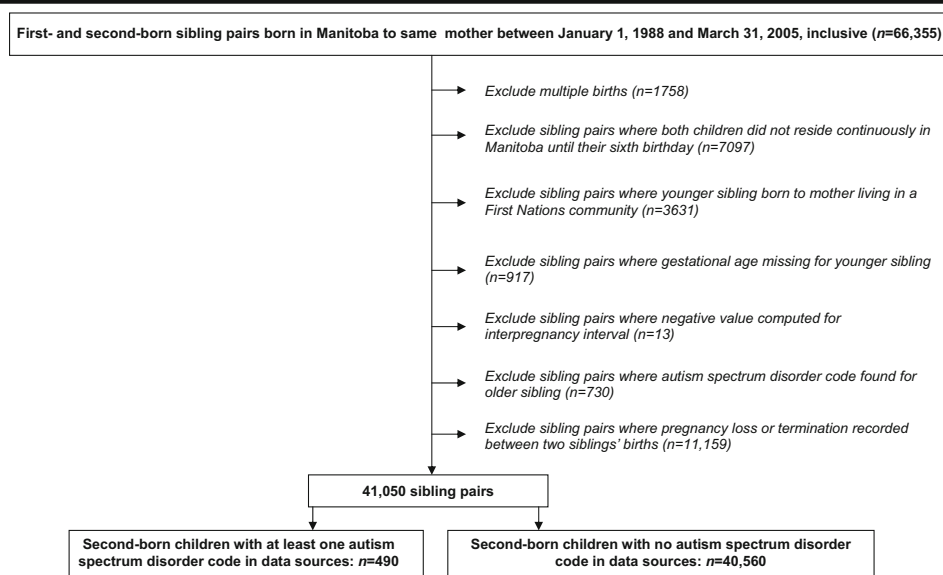 First- and second-born sibling pairs born in Manitoba to same mother between January 1, 1988 and March 31, 2005, inclusive (n=66,355)
Exclude multiple births (n=1758)
Exclude sibling pairs where both children did not reside continuously in
Manitoba until their sixth birthday (n=7097)
Exclude sibling pairs where younger sibling born to mother living in a
First Nations community (n=3631)
Exclude sibling pairs where gestational age missing for younger sibling
(n=917)
Exclude sibling pairs where negative value computed for
interpregnancy interval (n=13)
Exclude sibling pairs where autism spectrum disorder code found for
older sibling (n=730)
Exclude sibling pairs where pregnancy loss or termination recorded
between two siblings’ births (n=11,159)
41,050 sibling pairs
Second-born children with at least one autism
spectrum disorder code in data sources: n=490
Second-born children with no autism spectrum disorder
code in data sources: n=40,560